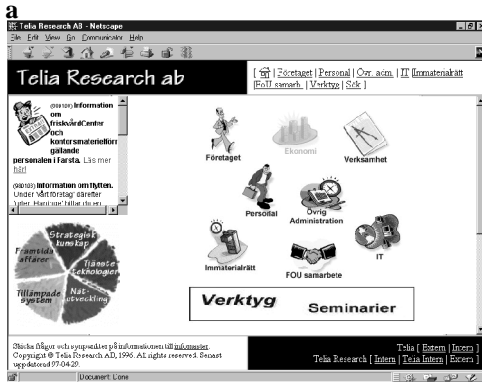 a
Telia Research AB - Netscape
File Edit View Go Communicator Help
Telia Research ab
[ | Företaget | Personal | Övr. adm. | IT |Immaterialrätt
|FOU samarb. | Verktyg | Sök ]
Information
om
friskvårdCenter
och
kontorsmaterielförr
gällande
personalen i Farsta. Läs mer
här!
Information om flytten.
Under 'Vårt företag' därefter
Företaget
Ekonomi
Verksamhet
Personal
Övrig
Administration
IT
Immaterialrätt
FOU samarbete
Strategisk
kunskap
Framtida
affärer
Tjänste-
teknologier
Tillämpade
system
Nät-
utveckling
Verktyg
Seminarier
Skicka frågor och synpunkter på informationen till infomaster.
Copyright © Telia Research AB, 1996. All rights reserved. Senast
uppdaterad 97-04-29.
Telia [ Extern | Intern ]
Telia Research [ Intern | Telia Intern | Extern ]
Document: Done